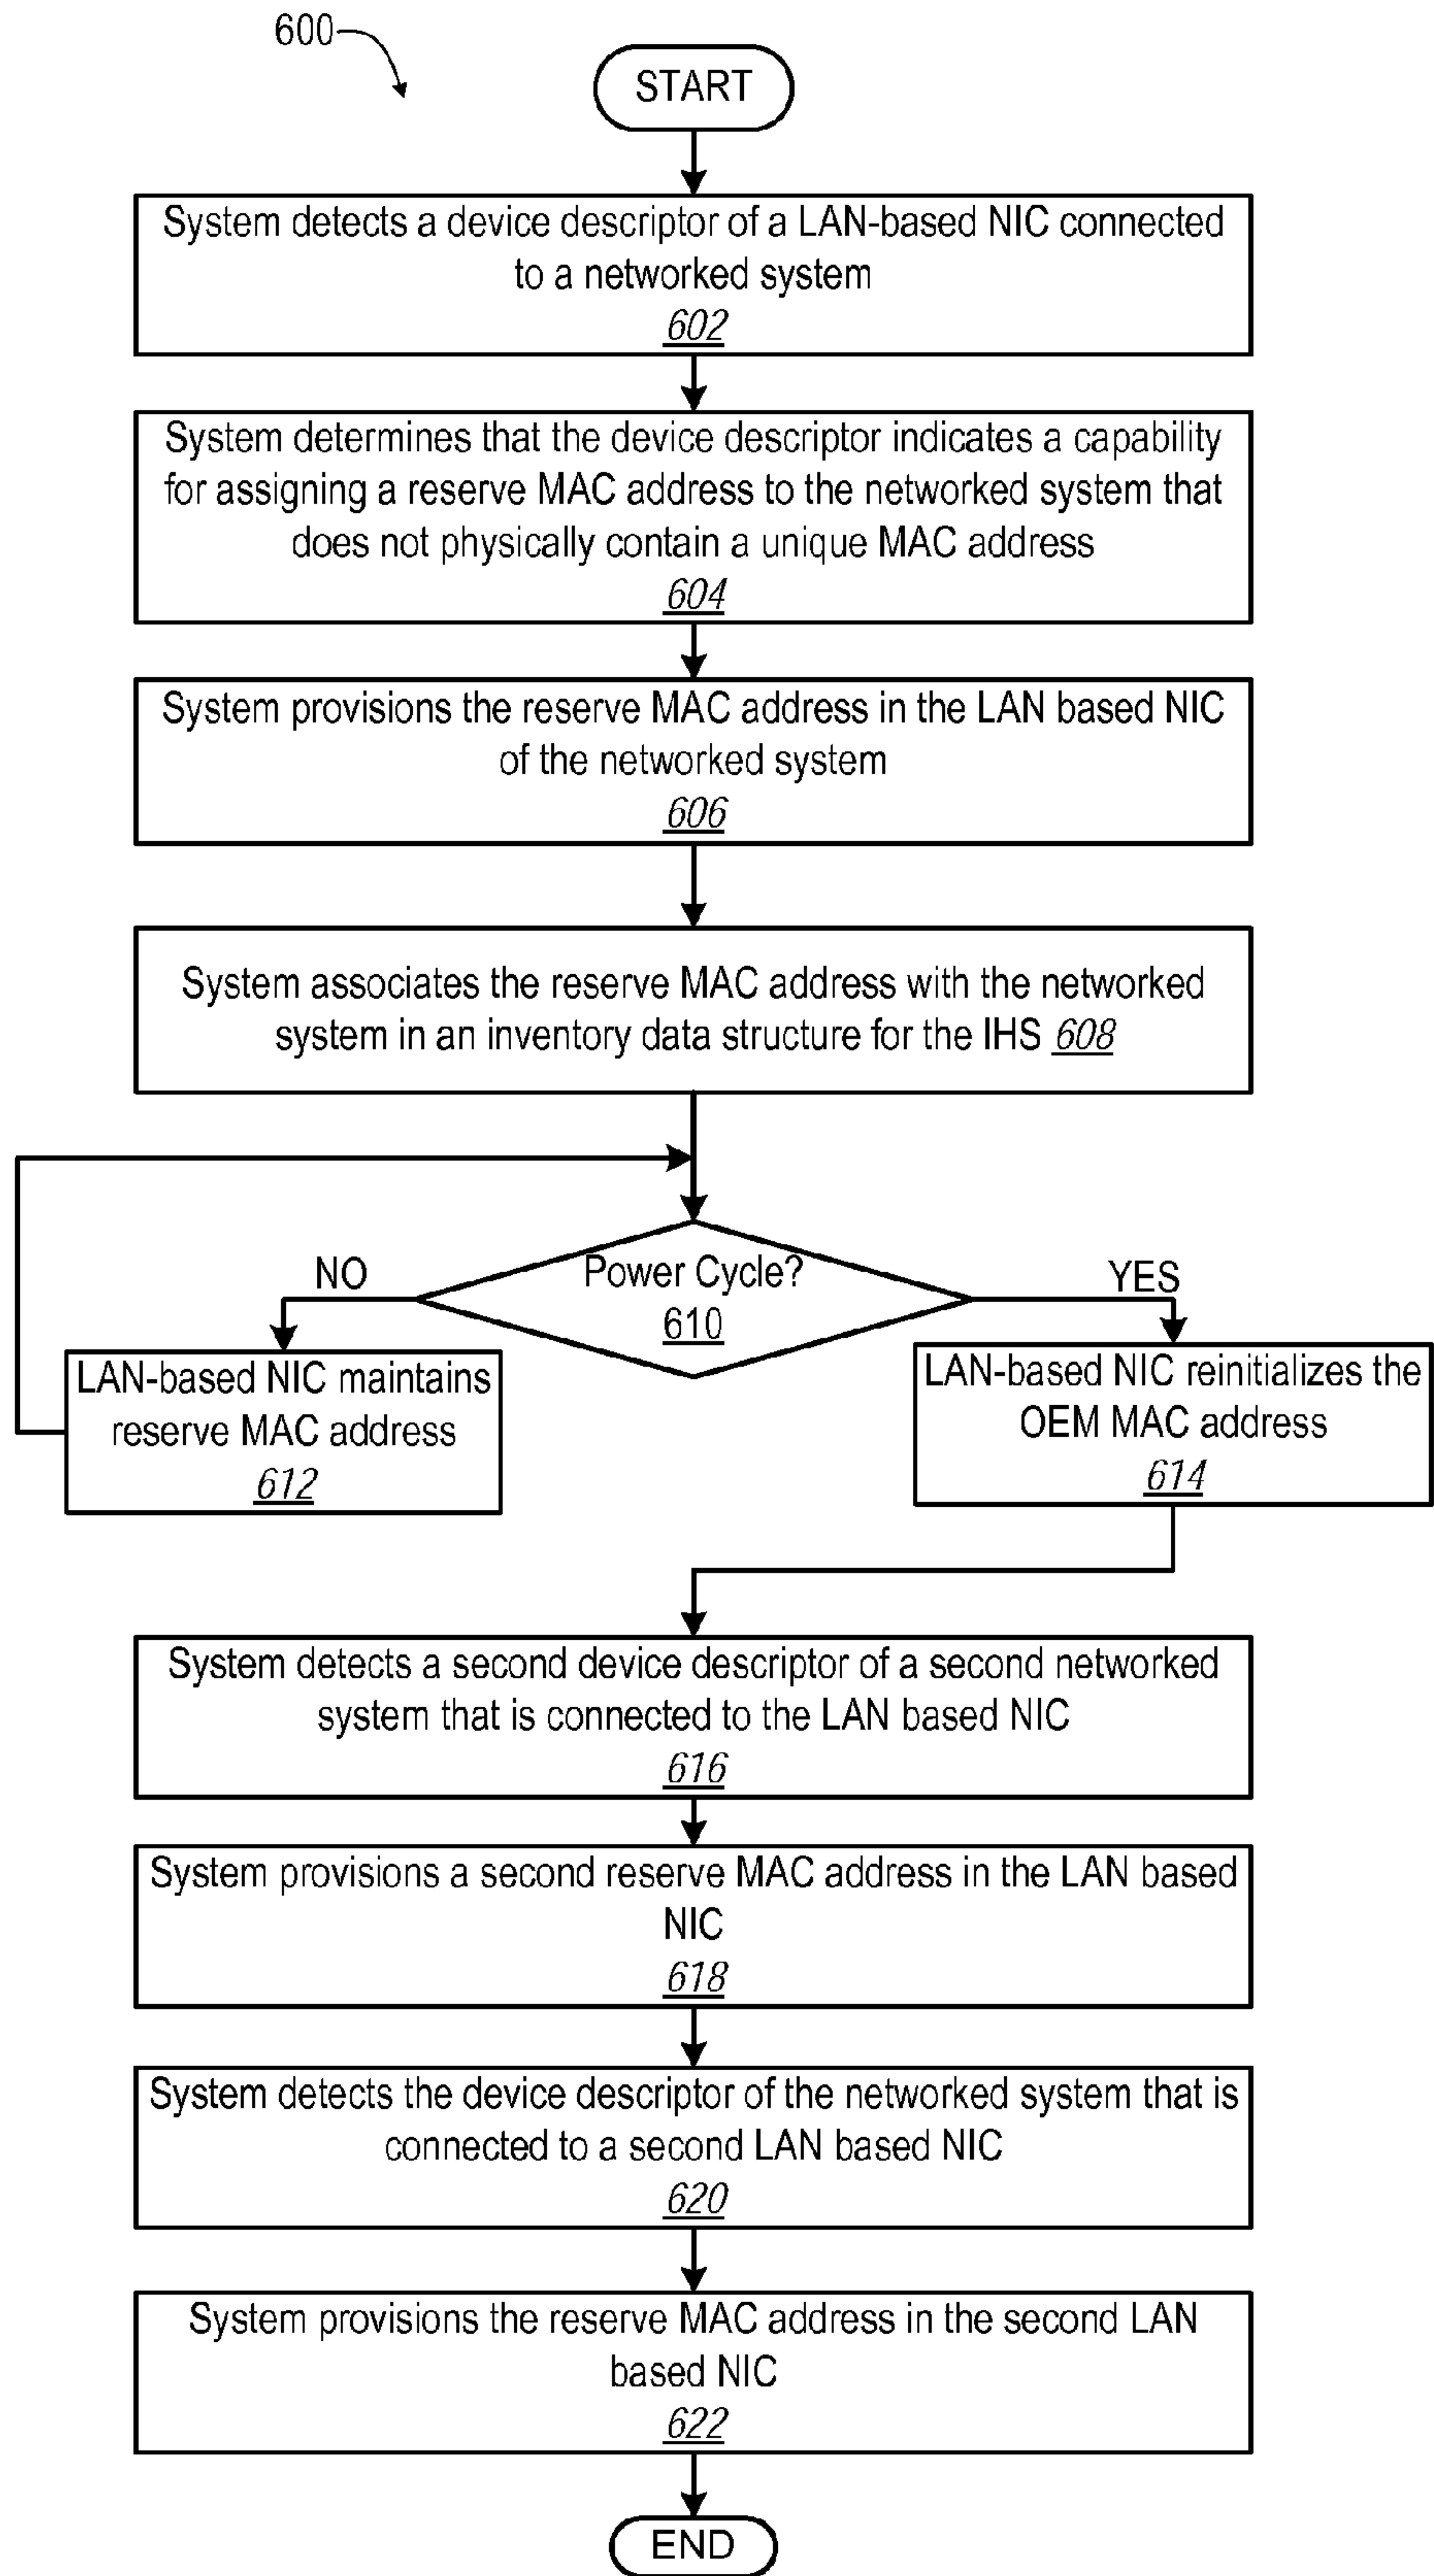 600
START
System detects a device descriptor of a LAN-based NIC connected
to a networked system
602
System determines that the device descriptor indicates a capability
for assigning a reserve MAC address to the networked system that
does not physically contain a unique MAC address
604
System provisions the reserve MAC address in the LAN based NIC
of the networked system
606
System associates the reserve MAC address with the networked
system in an inventory data structure for the IHS 608
Power Cycle?
610
NO
YES
LAN-based NIC maintains
reserve MAC address
612
LAN-based NIC reinitializes the
OEM MAC address
614
System detects a second device descriptor of a second networked
system that is connected to the LAN based NIC
616
System provisions a second reserve MAC address in the LAN based
NIC
618
System detects the device descriptor of the networked system that is
connected to a second LAN based NIC
620
System provisions the reserve MAC address in the second LAN
based NIC
622
END